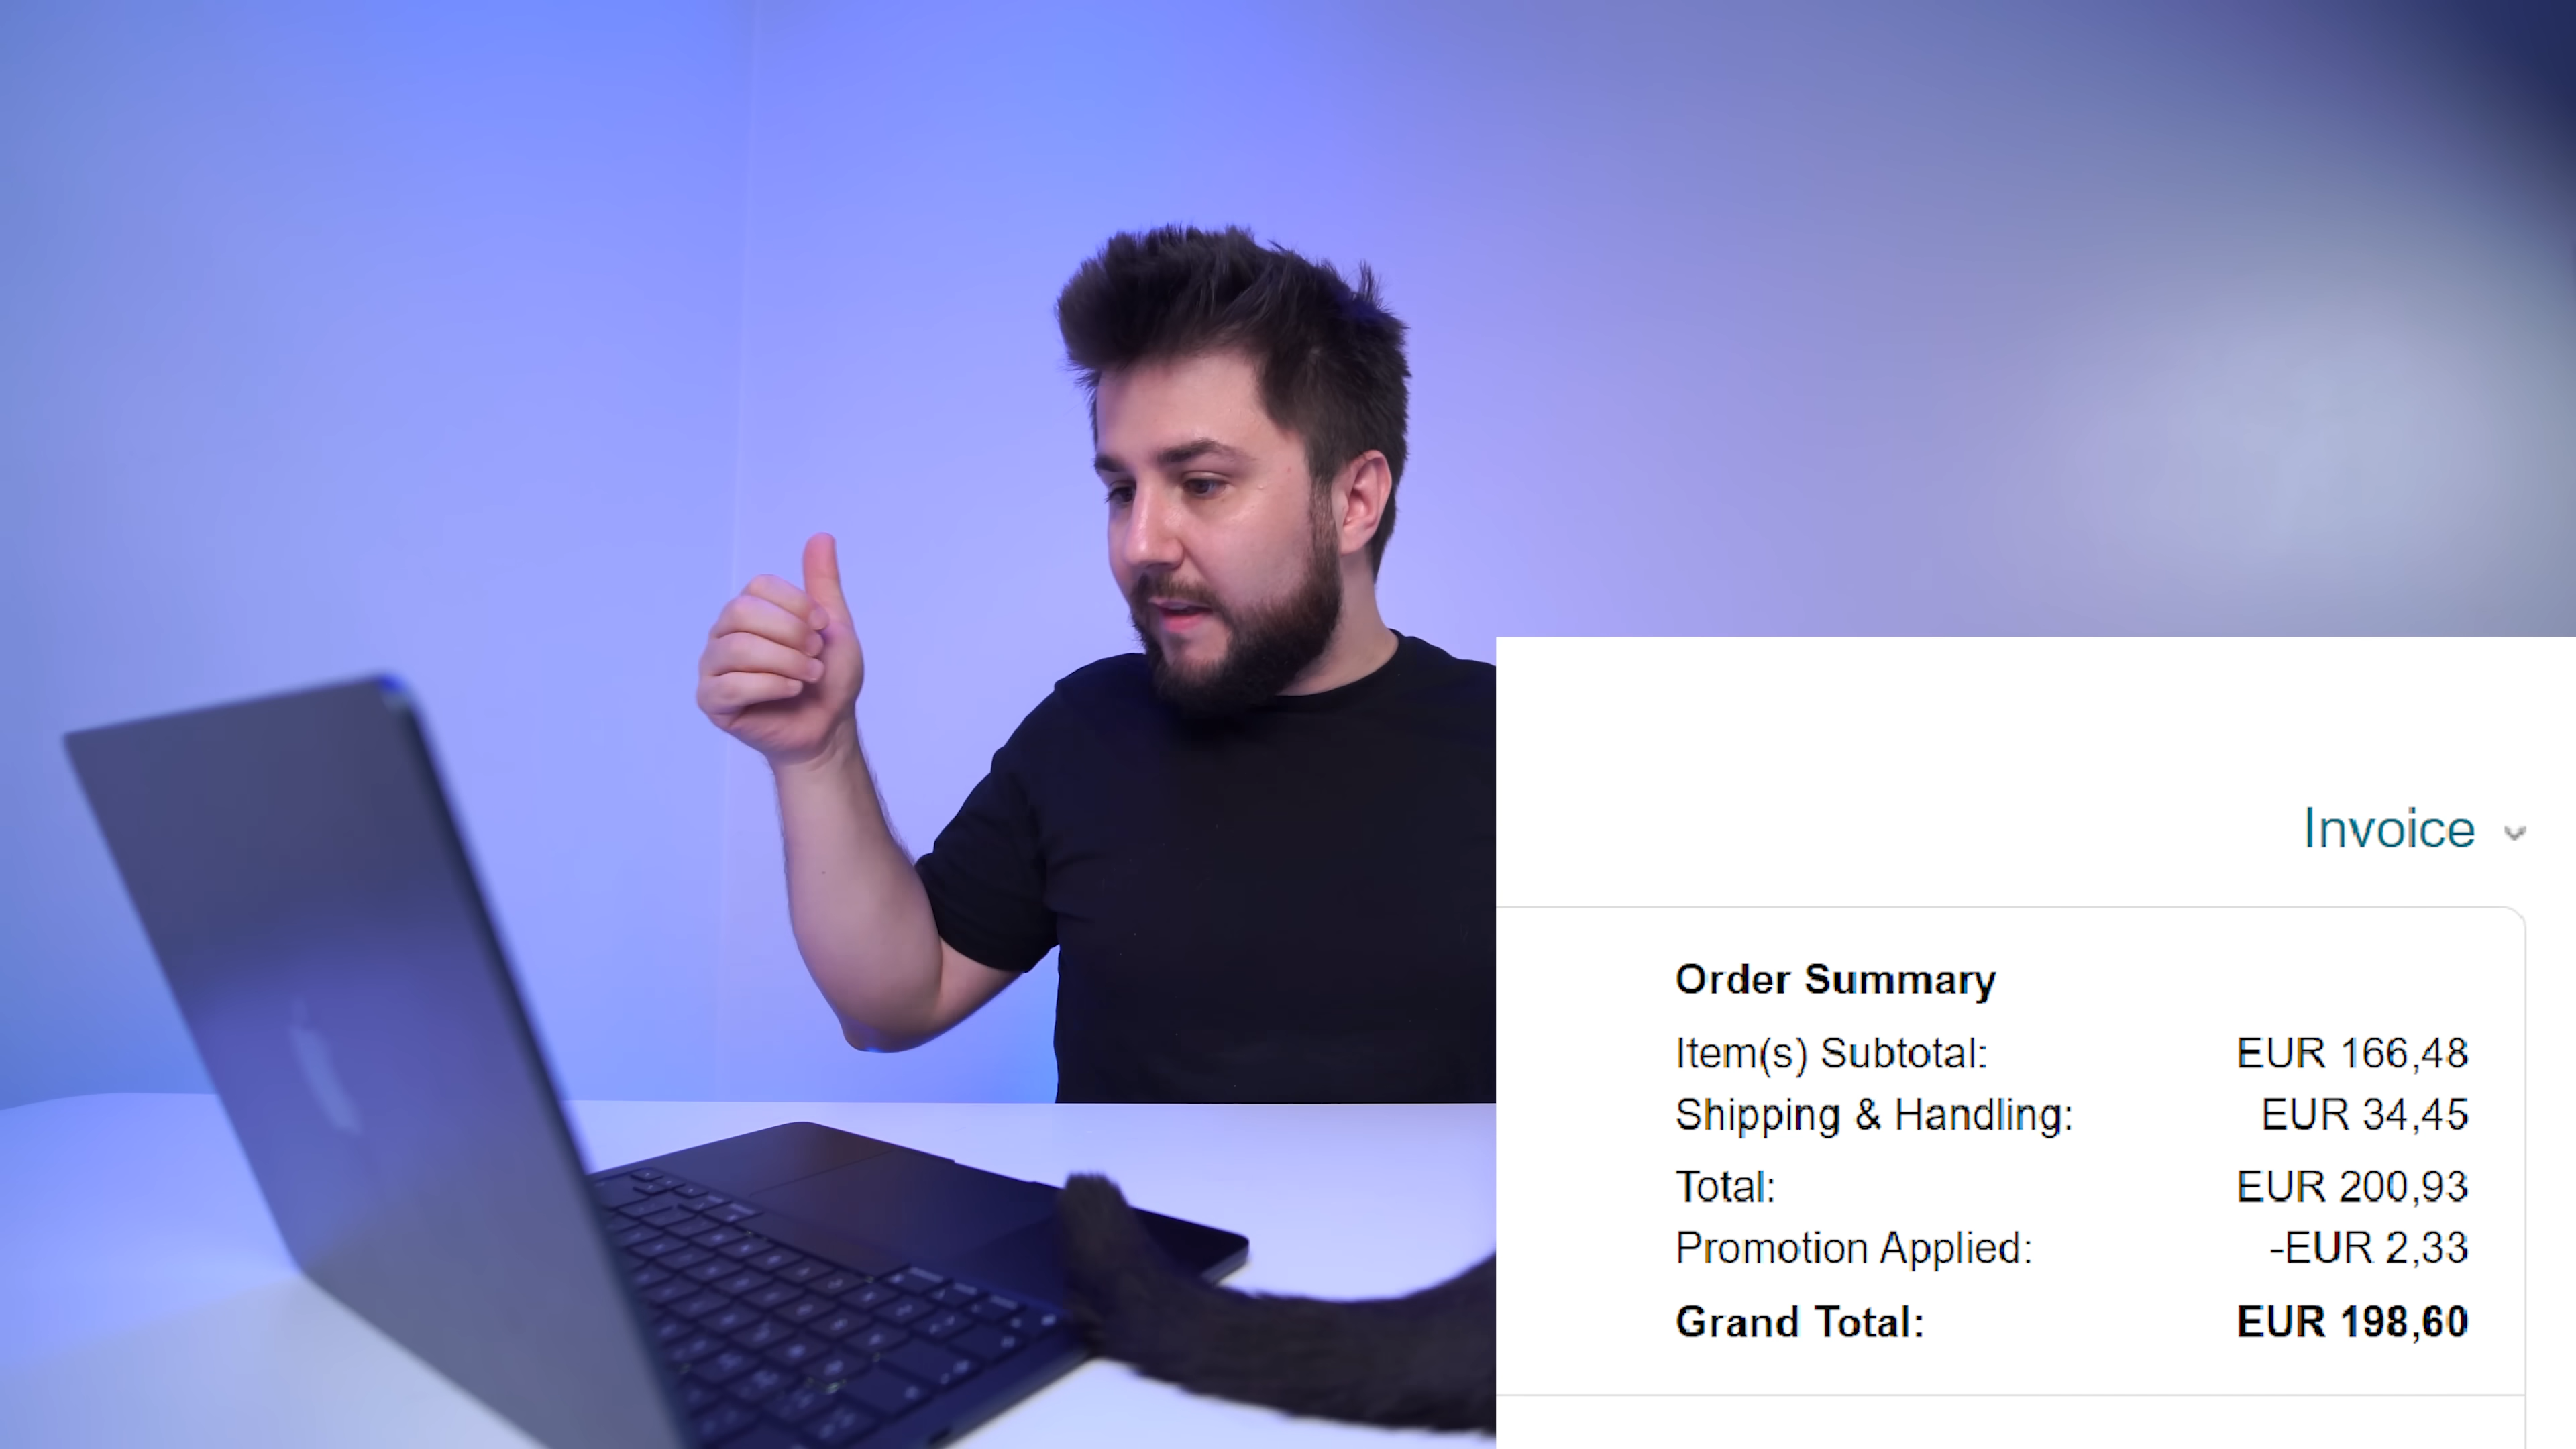 Invoice
Order Summary
Item(s) Subtotal: EUR 166,48
Shipping & Handling: EUR 34,45
Total: EUR 200,93
Promotion Applied: -EUR 2,33
Grand Total: EUR 198,60